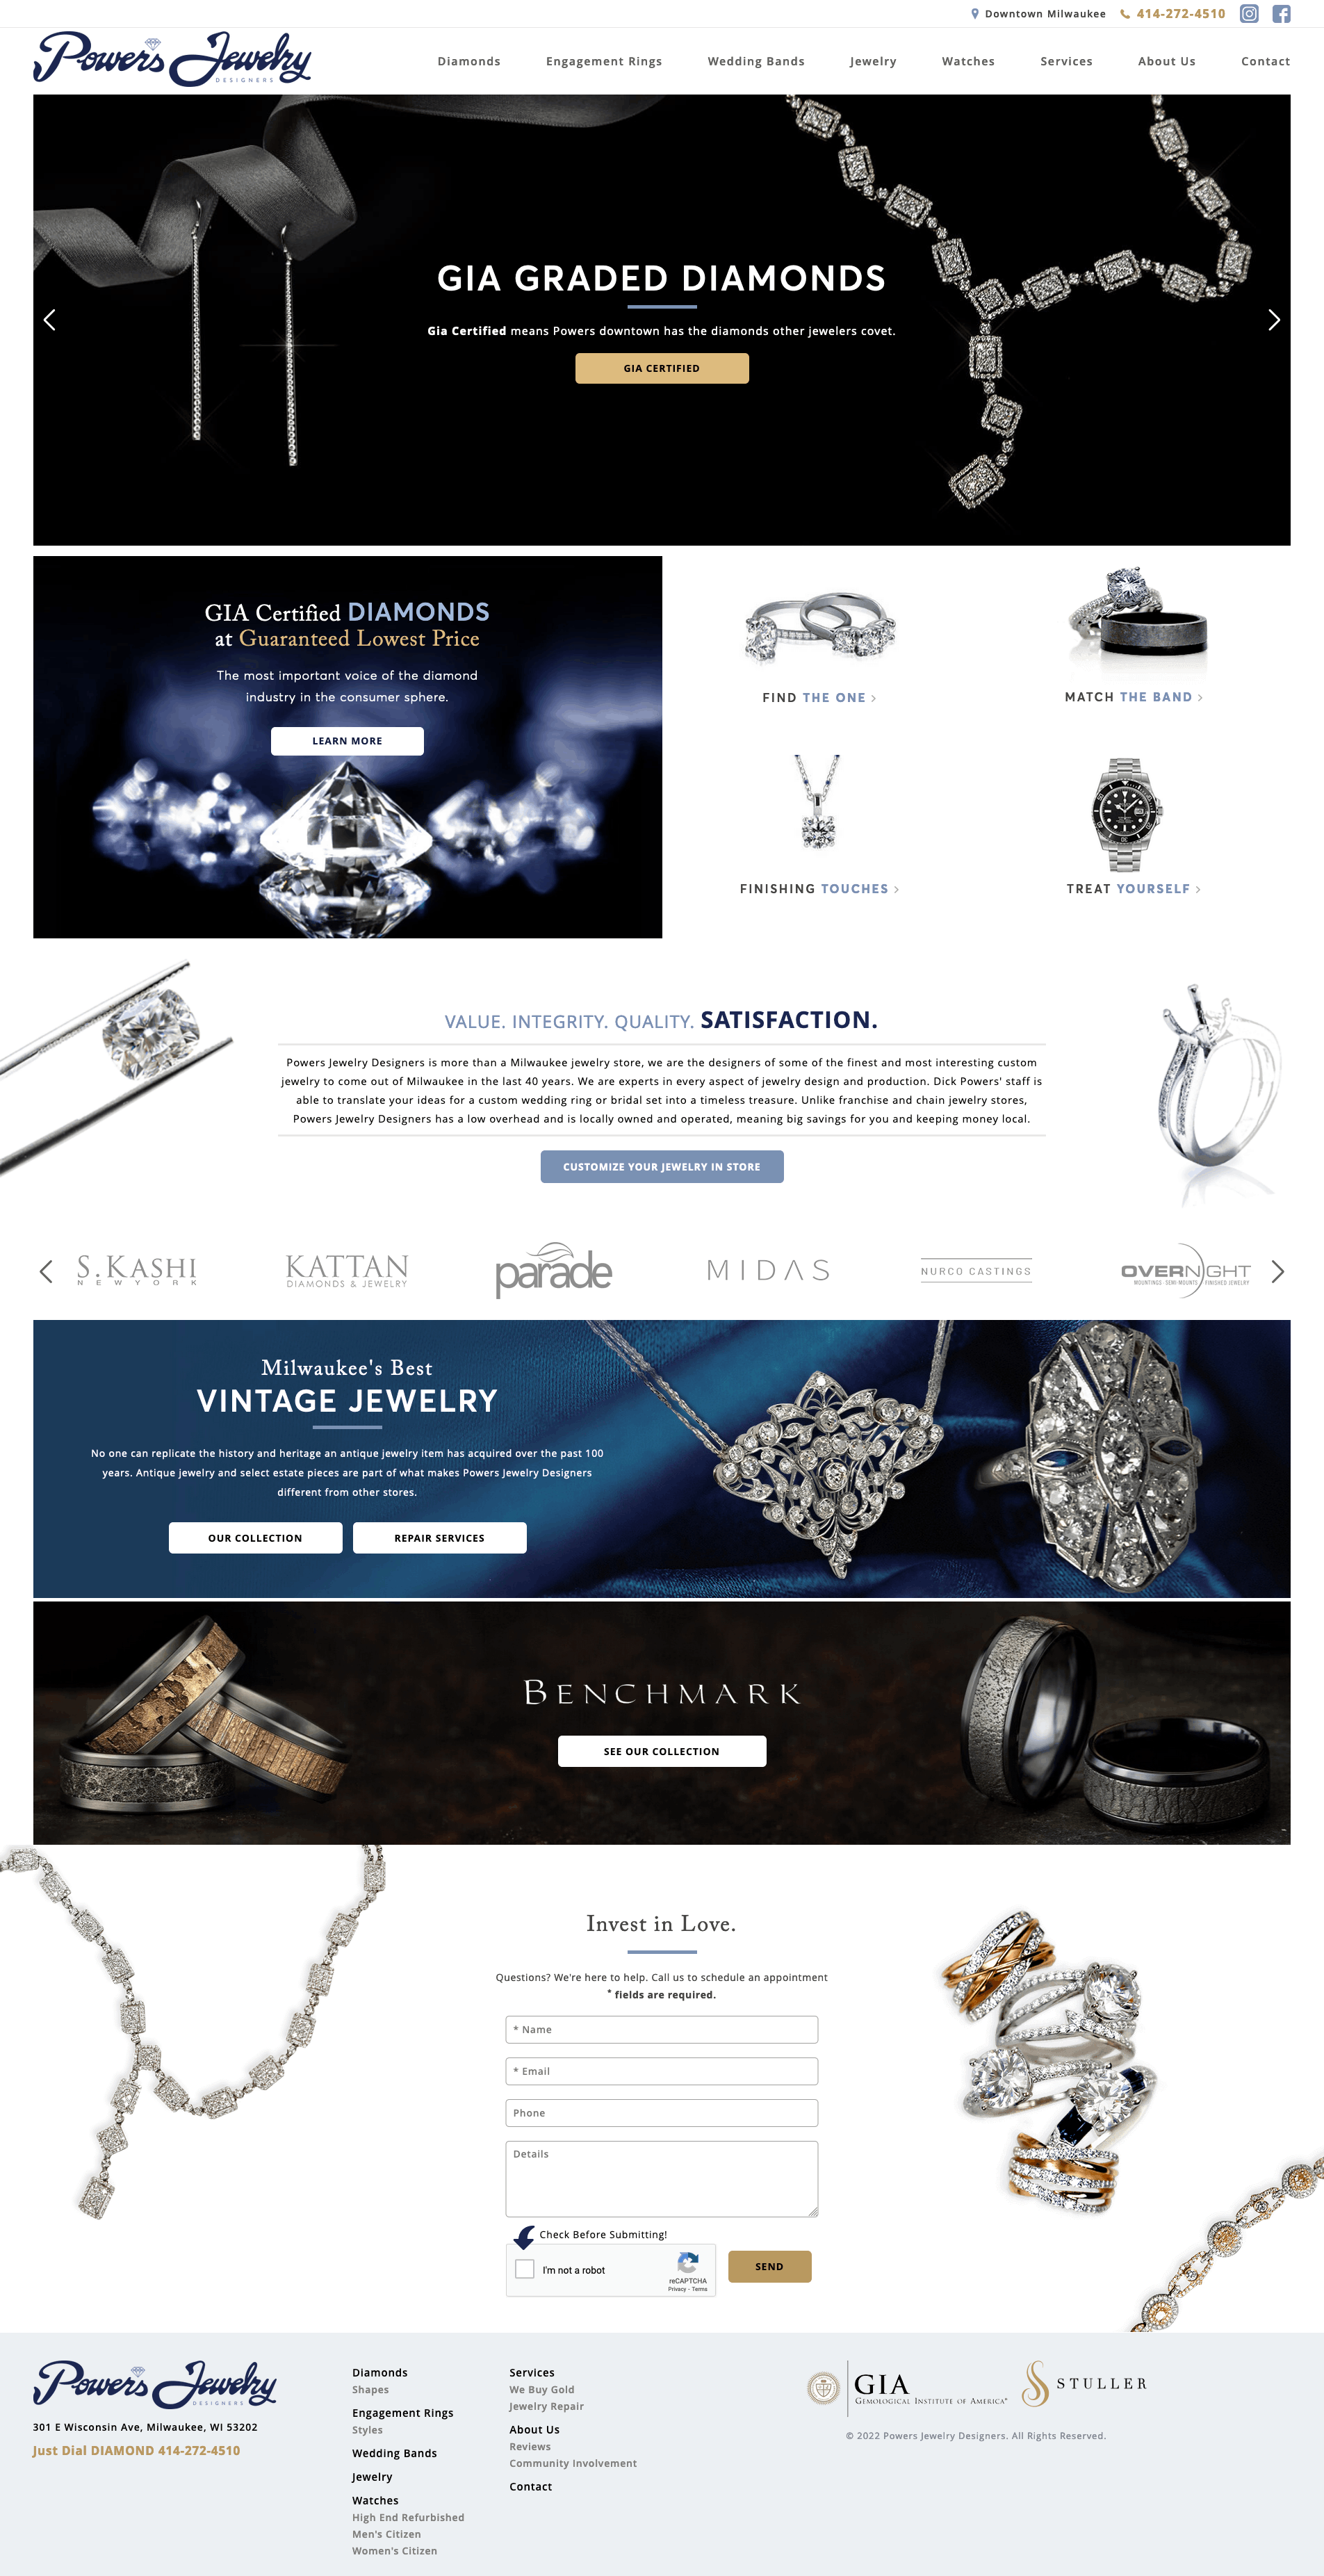 Downtown Milwaukee 414-272-4510
Powers Jewelry
DESIGNERS
Diamonds Engagement Rings Wedding Bands Jewelry Watches Services About Us Contact
GIA GRADED DIAMONDS
Gia Certified means Powers downtown has the diamonds other jewelers covet.
GIA CERTIFIED
GIA Certified DIAMONDS
at Guaranteed Lowest Price
The most important voice of the diamond
industry in the consumer sphere.
LEARN MORE
FIND THE ONE >
MATCH THE BAND >
FINISHING TOUCHES >
TREAT YOURSELF >
VALUE. INTEGRITY. QUALITY. SATISFACTION.
Powers Jewelry Designers is more than a Milwaukee jewelry store, we are the designers of some of the finest and most interesting custom
jewelry to come out of Milwaukee in the last 40 years. We are experts in every aspect of jewelry design and production. Dick Powers' staff is
able to translate your ideas for a custom wedding ring or bridal set into a timeless treasure. Unlike franchise and chain jewelry stores,
Powers Jewelry Designers has a low overhead and is locally owned and operated, meaning big savings for you and keeping money local.
CUSTOMIZE YOUR JEWELRY IN STORE
S.KASHI
NEW YORK
KATTAN
DIAMONDS & JEWELRY
parade
MIDAS
NURCO CASTINGS
OVERNIGHT
MOUNTINGS · SEMI-MOUNTS · FINISHED JEWELRY
Milwaukee's Best
VINTAGE JEWELRY
No one can replicate the history and heritage an antique jewelry item has acquired over the past 100
years. Antique jewelry and select estate pieces are part of what makes Powers Jewelry Designers
different from other stores.
OUR COLLECTION
REPAIR SERVICES
BENCHMARK
SEE OUR COLLECTION
Invest in Love.
Questions? We're here to help. Call us to schedule an appointment
* fields are required.
* Name
* Email
Phone
Details
Check Before Submitting!
I'm not a robot
reCAPTCHA
Privacy - Terms
SEND
Powers Jewelry
DESIGNERS
301 E Wisconsin Ave, Milwaukee, WI 53202
Just Dial DIAMOND 414-272-4510
Diamonds
Shapes
Engagement Rings
Styles
Wedding Bands
Jewelry
Watches
High End Refurbished
Men's Citizen
Women's Citizen
Services
We Buy Gold
Jewelry Repair
About Us
Reviews
Community Involvement
Contact
GIA
GEMOLOGICAL INSTITUTE OF AMERICA®
STULLER
© 2022 Powers Jewelry Designers. All Rights Reserved.